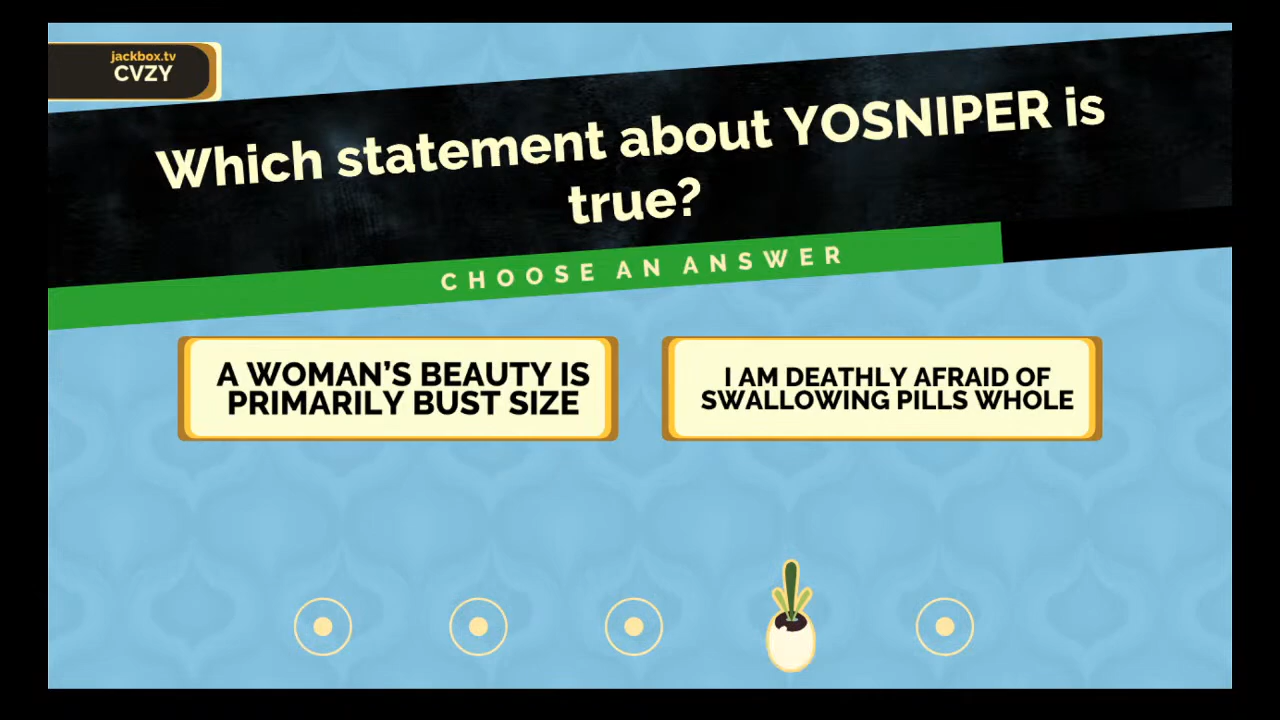 jackbox.tv
CVZY
Which statement about YOSNIPER is
true?
CHOOSE AN ANSWER
A WOMAN'S BEAUTY IS
PRIMARILY BUST SIZE
I AM DEATHLY AFRAID OF
SWALLOWING PILLS WHOLE